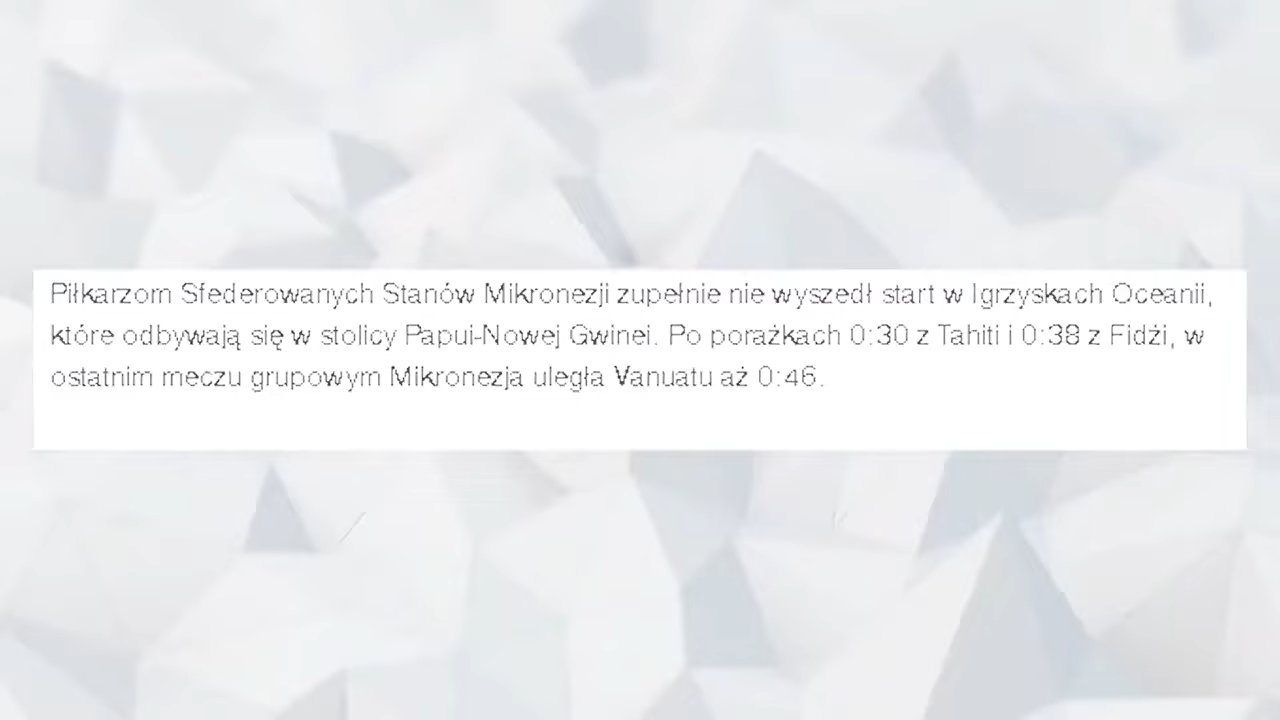 Piłkarzom Sfederowanych Stanów Mikronezji zupełnie nie wyszedł start w Igrzyskach Oceanii,
które odbywają się w stolicy Papui-Nowej Gwinei. Po porażkach 0:30 z Tahiti i 0:38 z Fidżi, w
ostatnim meczu grupowym Mikronezja uległa Vanuatu aż 0:46.